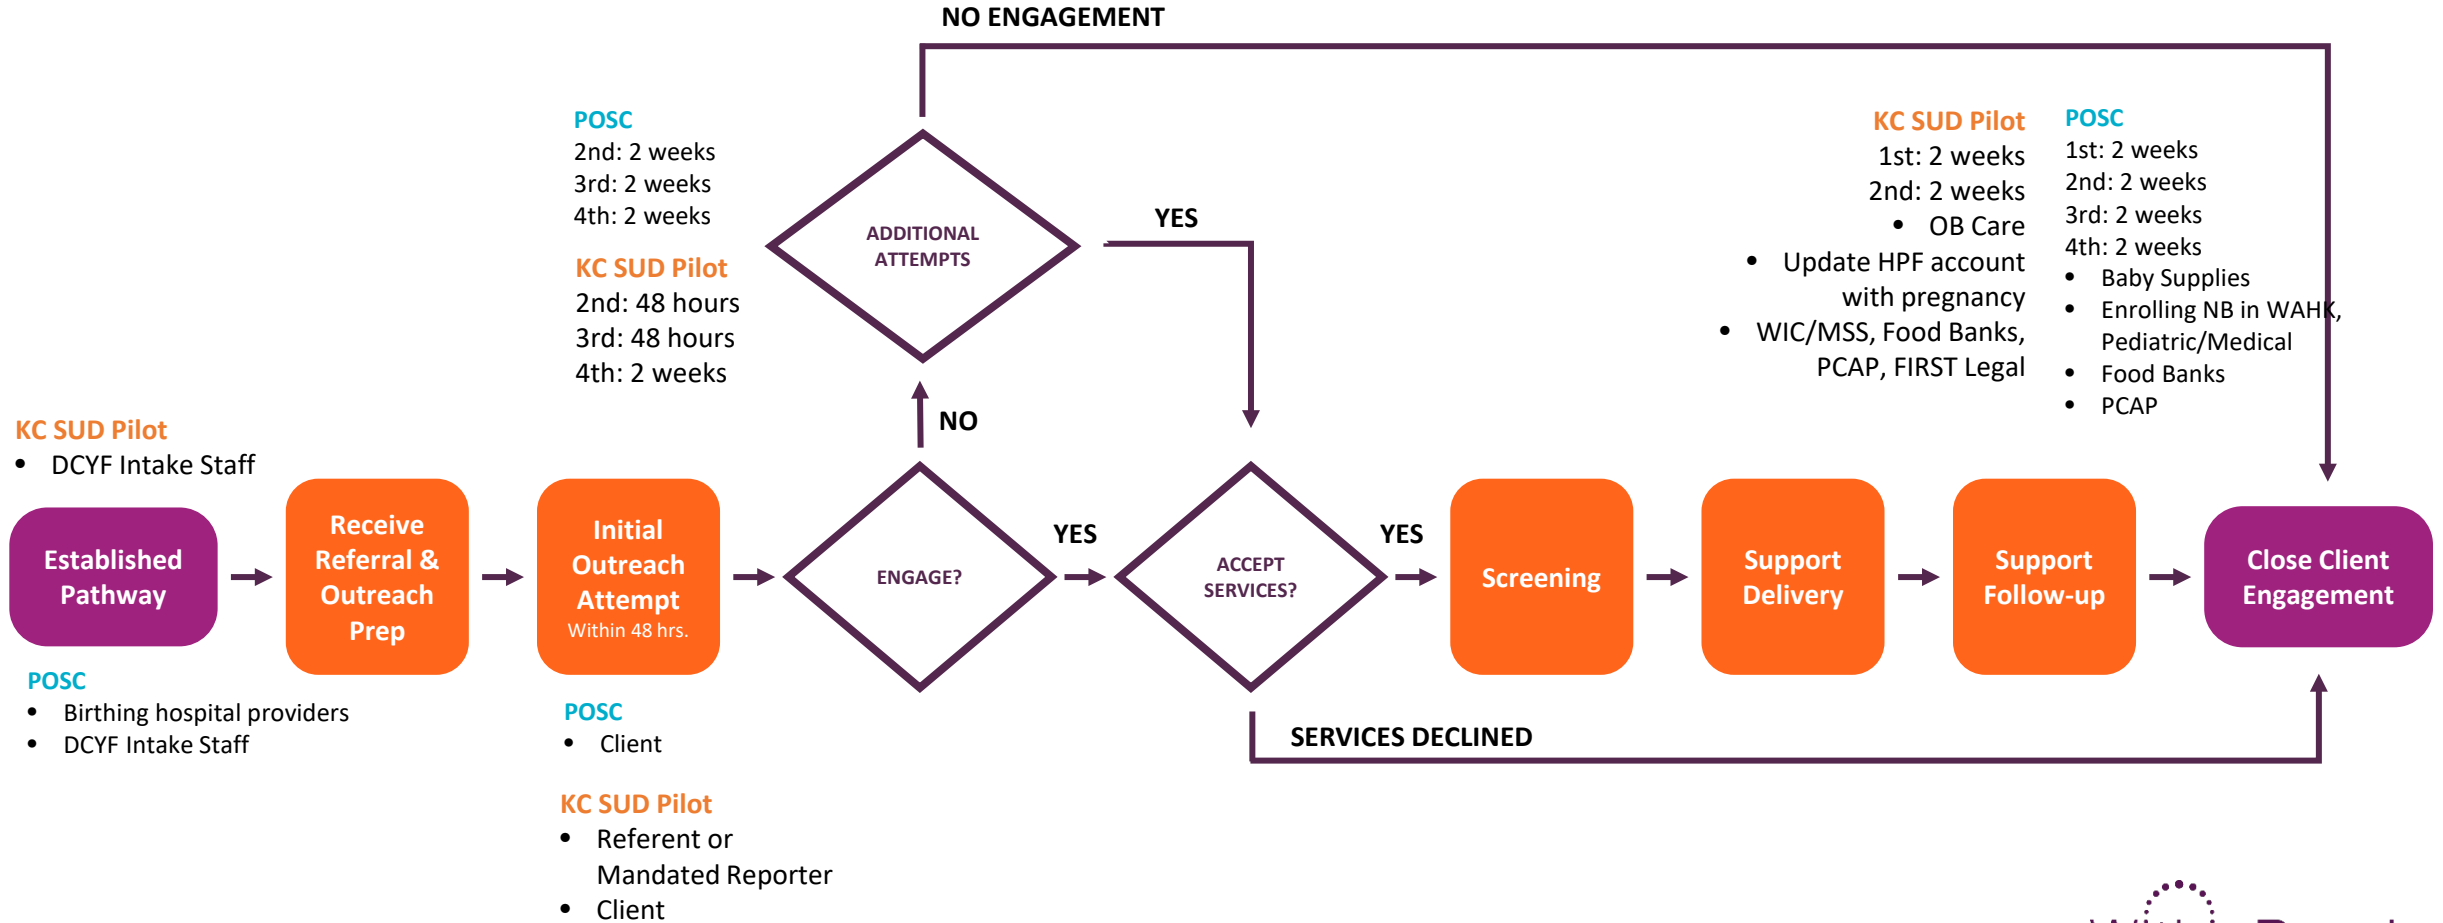 NO ENGAGEMENT
POSC
2nd: 2 weeks
3rd: 2 weeks
4th: 2 weeks
KC SUD Pilot
2nd: 48 hours
3rd: 48 hours
4th: 2 weeks
ADDITIONAL
ATTEMPTS
YES
NO
KC SUD Pilot
1st: 2 weeks
2nd: 2 weeks
• OB Care
• Update HPF account
with pregnancy
• WIC/MSS, Food Banks,
PCAP, FIRST Legal
POSC
1st: 2 weeks
2nd: 2 weeks
3rd: 2 weeks
4th: 2 weeks
• Baby Supplies
• Enrolling NB in WAHK,
Pediatric/Medical
• Food Banks
• PCAP
KC SUD Pilot
• DCYF Intake Staff
Established
Pathway
POSC
• Birthing hospital providers
• DCYF Intake Staff
Receive
Referral &
Outreach
Prep
Initial
Outreach
Attempt
Within 48 hrs.
POSC
• Client
KC SUD Pilot
• Referent or
Mandated Reporter
• Client
ENGAGE?
YES
ACCEPT
SERVICES?
YES
SERVICES DECLINED
Screening
Support
Delivery
Support
Follow-up
Close Client
Engagement